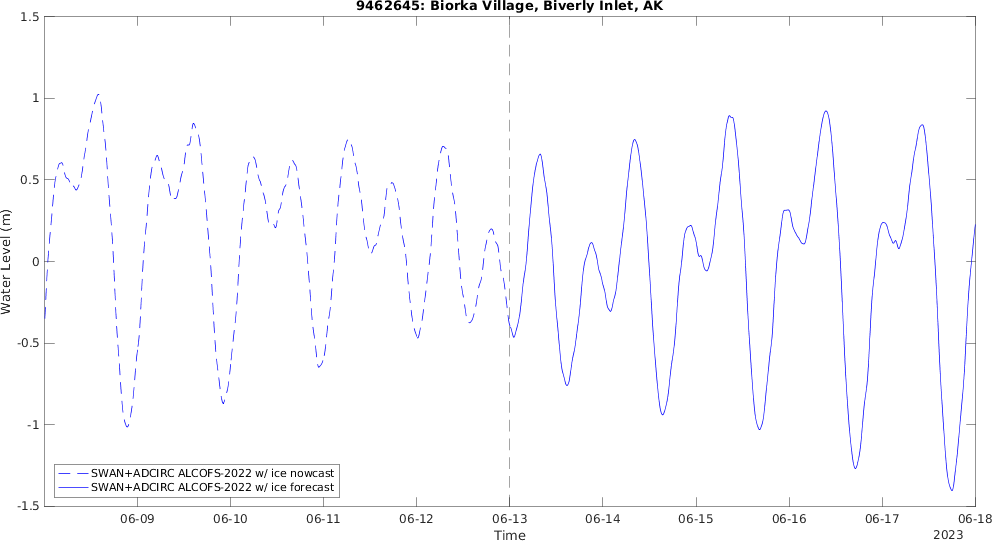 9462645: Biorka Village, Biverly Inlet, AK
1.5
1
0.5
0
-0.5
-1
-1.5
Water Level (m)
SWAN+ADCIRC ALCOFS-2022 w/ ice nowcast
SWAN+ADCIRC ALCOFS-2022 w/ ice forecast
06-09 06-10 06-11 06-12 06-13 06-14 06-15 06-16 06-17 06-18
Time
2023